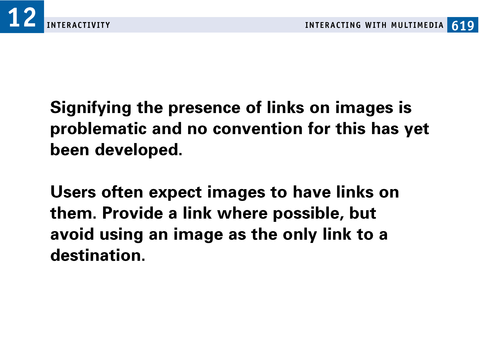 12 INTERACTIVITY INTERACTING WITH MULTIMEDIA 619
Signifying the presence of links on images is
problematic and no convention for this has yet
been developed.
Users often expect images to have links on
them. Provide a link where possible, but
avoid using an image as the only link to a
destination.